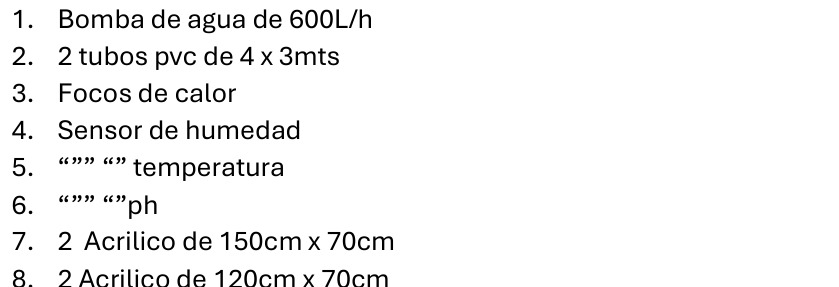 1. Bomba de agua de 600L/h
2. 2 tubos pvc de 4 x 3mts
3. Focos de calor
4. Sensor de humedad
5. “”” “” temperatura
6. “”” “”ph
7. 2  Acrilico de 150cm x 70cm
8. 2 Acrilico de 120cm x 70cm